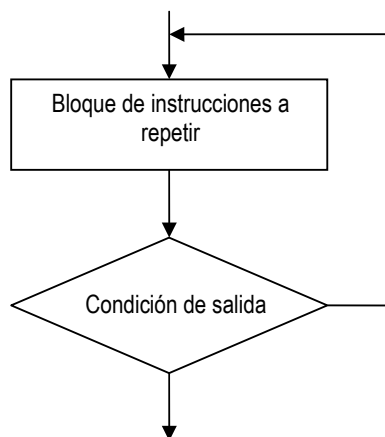 Bloque de instrucciones a
repetir
Condición de salida